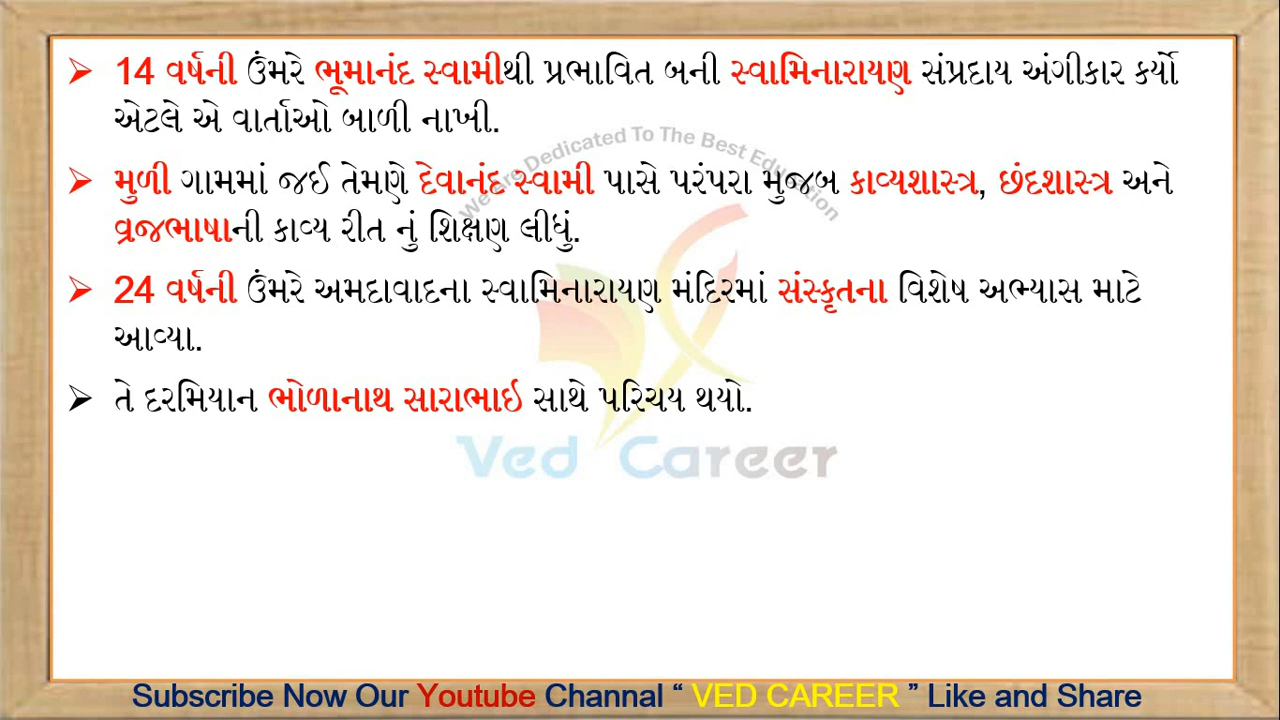 ➢ 14 વર્ષની ઉંમરે ભૂમાનંદ સ્વામીથી પ્રભાવિત બની સ્વામિનારાયણ સંપ્રદાય અંગીકાર કર્યો
એટલે એ વાર્તાઓ બાળી નાખી.
➢ મુળી ગામમાં જઈ તેમણે દેવાનંદ સ્વામી પાસે પરંપરા મુજબ કાવ્યશાસ્ત્ર, છંદશાસ્ત્ર અને
વ્રજભાષાની કાવ્ય રીત નું શિક્ષણ લીધું.
➢ 24 વર્ષની ઉંમરે અમદાવાદના સ્વામિનારાયણ મંદિરમાં સંસ્કૃતના વિશેષ અભ્યાસ માટે
આવ્યા.
➢ તે દરમિયાન ભોળાનાથ સારાભાઇ સાથે પરિચય થયો.
We Are Dedicated To The Best Education
Ved Career
Subscribe Now Our Youtube Channal “ VED CAREER ” Like and Share